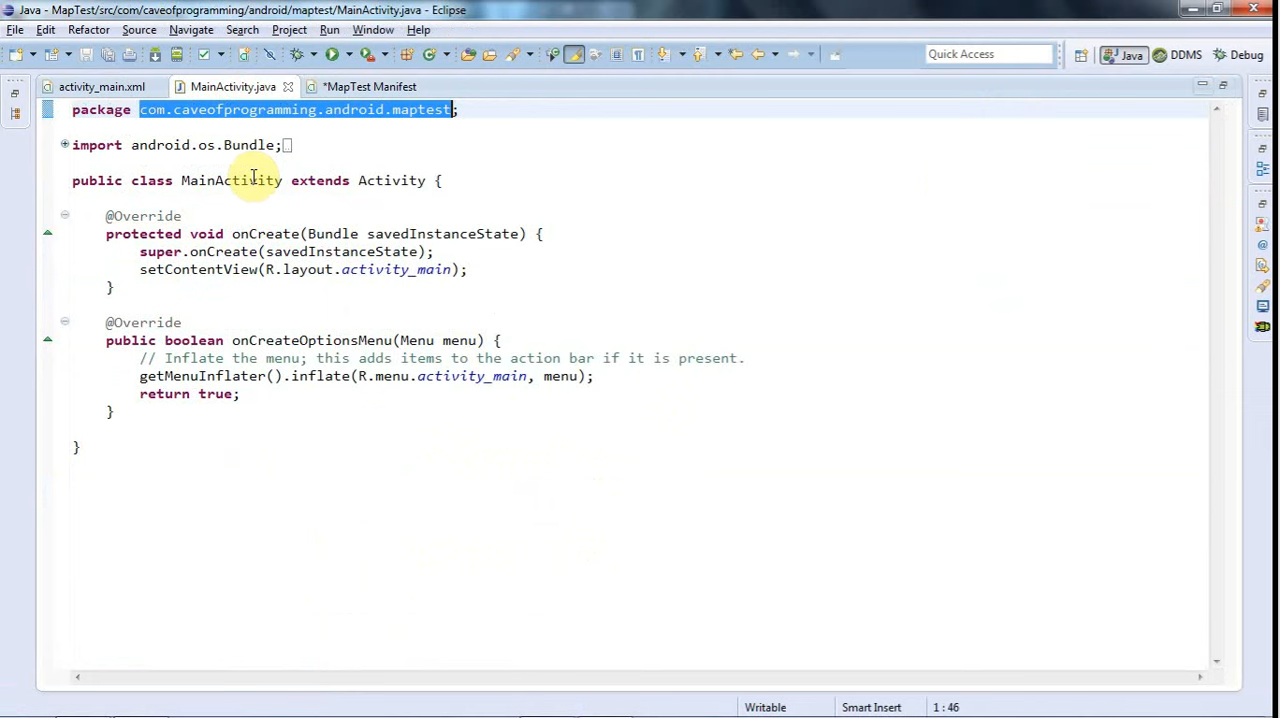 Java - MapTest/src/com/caveofprogramming/android/maptest/MainActivity.java - Eclipse
File Edit Refactor Source Navigate Search Project Run Window Help
Quick Access Java DDMS Debug
activity_main.xml MainActivity.java *MapTest Manifest
package com.caveofprogramming.android.maptest;
import android.os.Bundle;
public class MainActivity extends Activity {
@Override
protected void onCreate(Bundle savedInstanceState) {
super.onCreate(savedInstanceState);
setContentView(R.layout.activity_main);
}
@Override
public boolean onCreateOptionsMenu(Menu menu) {
// Inflate the menu; this adds items to the action bar if it is present.
getMenuInflater().inflate(R.menu.activity_main, menu);
return true;
}
}
Writable Smart Insert 1 : 46